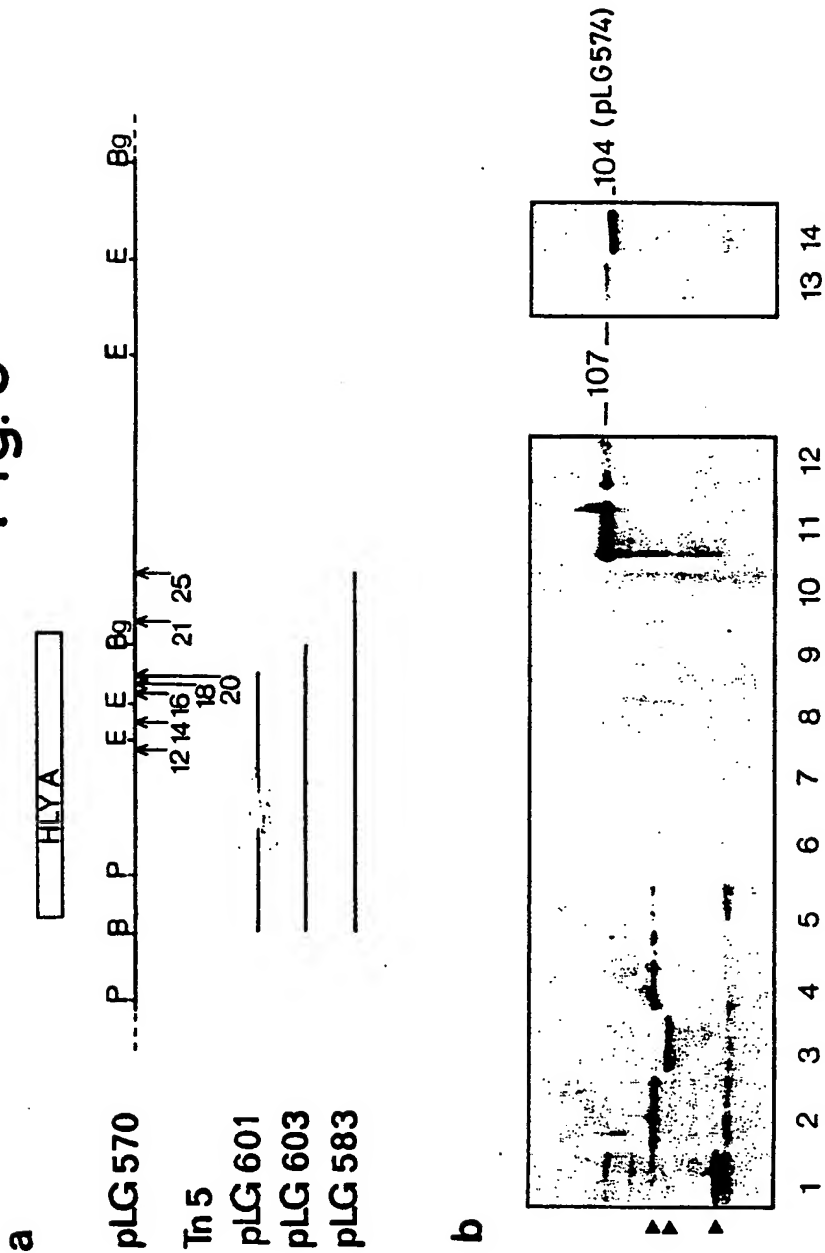 Fig.
a
HLY A
pLG 570 P B P E E Bg E E Bg
Tn 5 12 14 16 18 20 21 25
pLG 601
pLG 603
pLG 583
b
107 104 (pLG574)
1 2 3 4 5 6 7 8 9 10 11 12 13 14